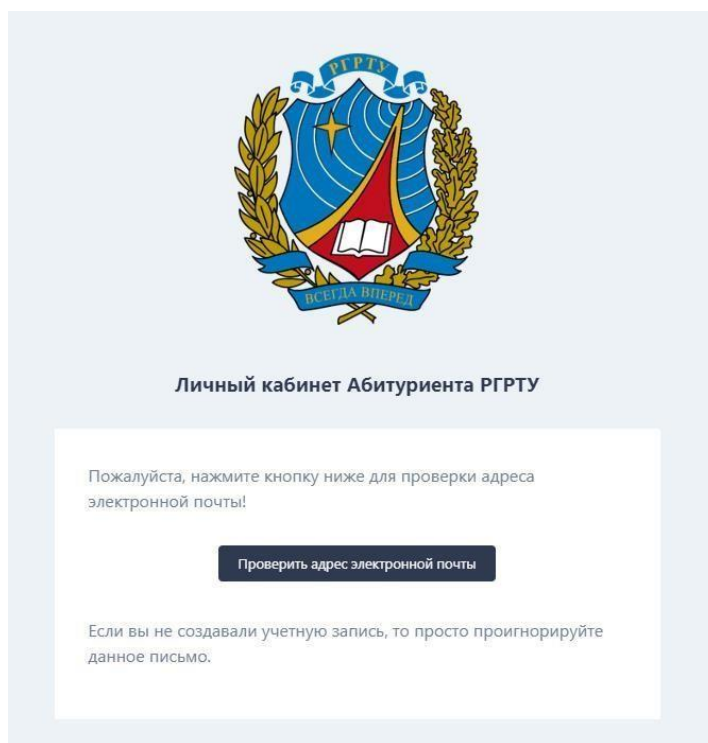 РГРТУ
ВСЕГДА ВПЕРЕД
Личный кабинет Абитуриента РГРТУ
Пожалуйста, нажмите кнопку ниже для проверки адреса
электронной почты!
Проверить адрес электронной почты
Если вы не создавали учетную запись, то просто проигнорируйте
данное письмо.